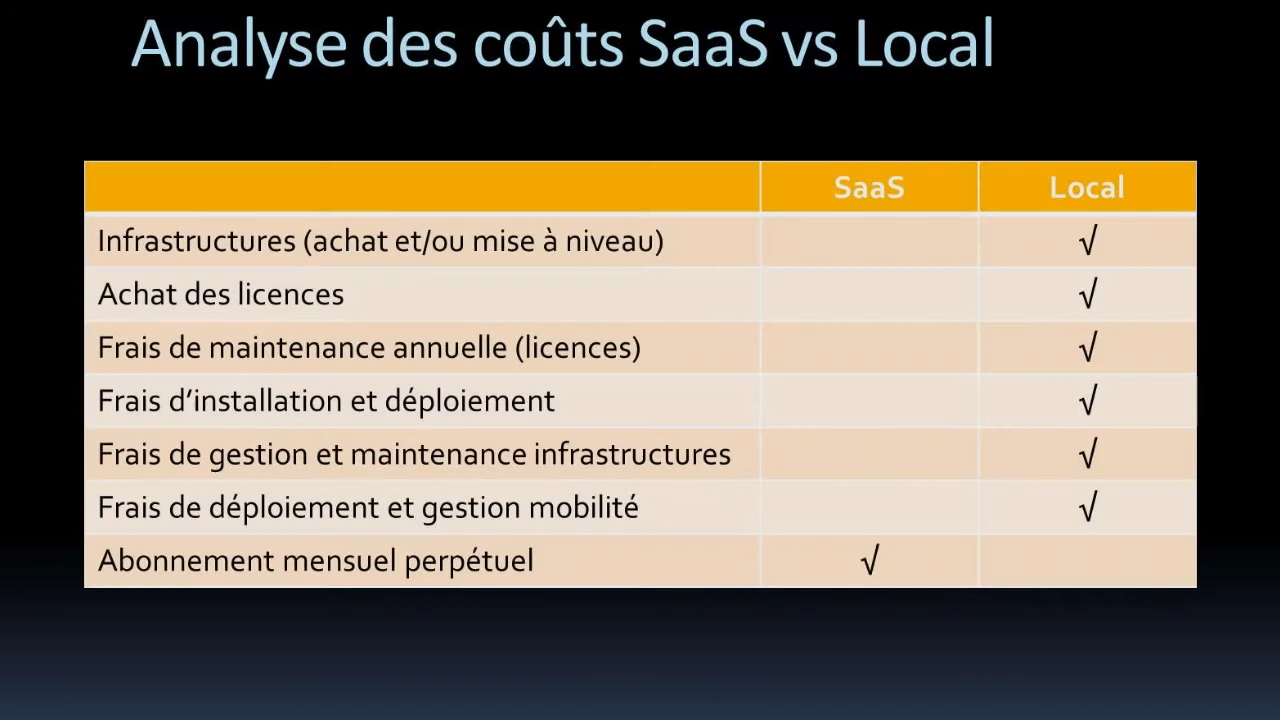 Analyse des coûts SaaS vs Local
SaaS Local
Infrastructures (achat et/ou mise à niveau) √
Achat des licences √
Frais de maintenance annuelle (licences) √
Frais d’installation et déploiement √
Frais de gestion et maintenance infrastructures √
Frais de déploiement et gestion mobilité √
Abonnement mensuel perpétuel √